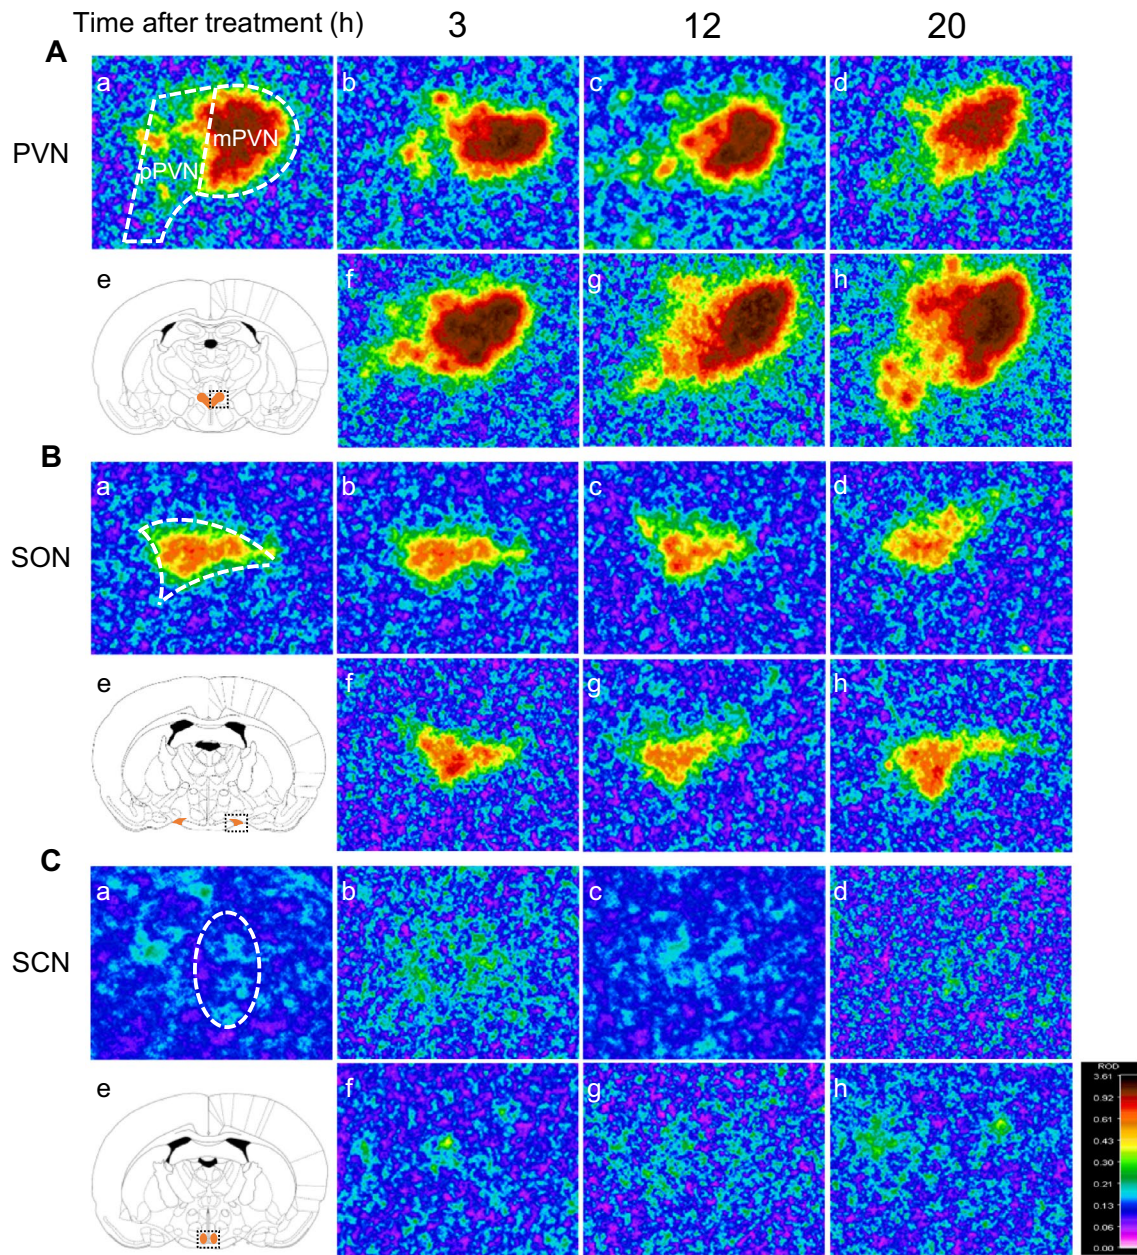 Time after treatment (h) 3 12 20
A
a b c d
PVN
mPVN
pPVN
e f g h
B
a b c d
SON
e f g h
C
a b c d
SCN
e f g h
ROD
3.61
0.92
0.61
0.43
0.30
0.21
0.13
0.06
0.00